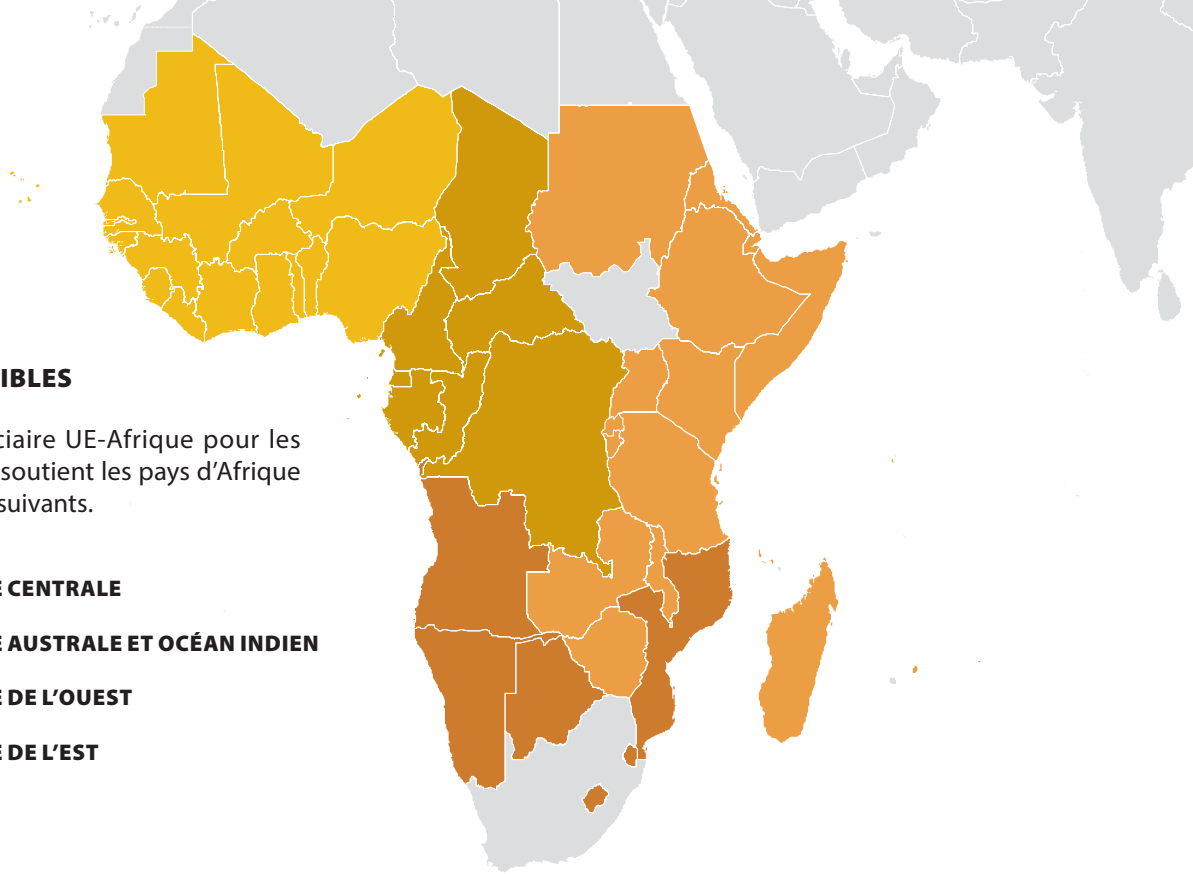 IBLES
ciaire UE-Afrique pour les
soutient les pays d’Afrique
suivants.
E CENTRALE
E AUSTRALE ET OCÉAN INDIEN
E DE L’OUEST
E DE L’EST